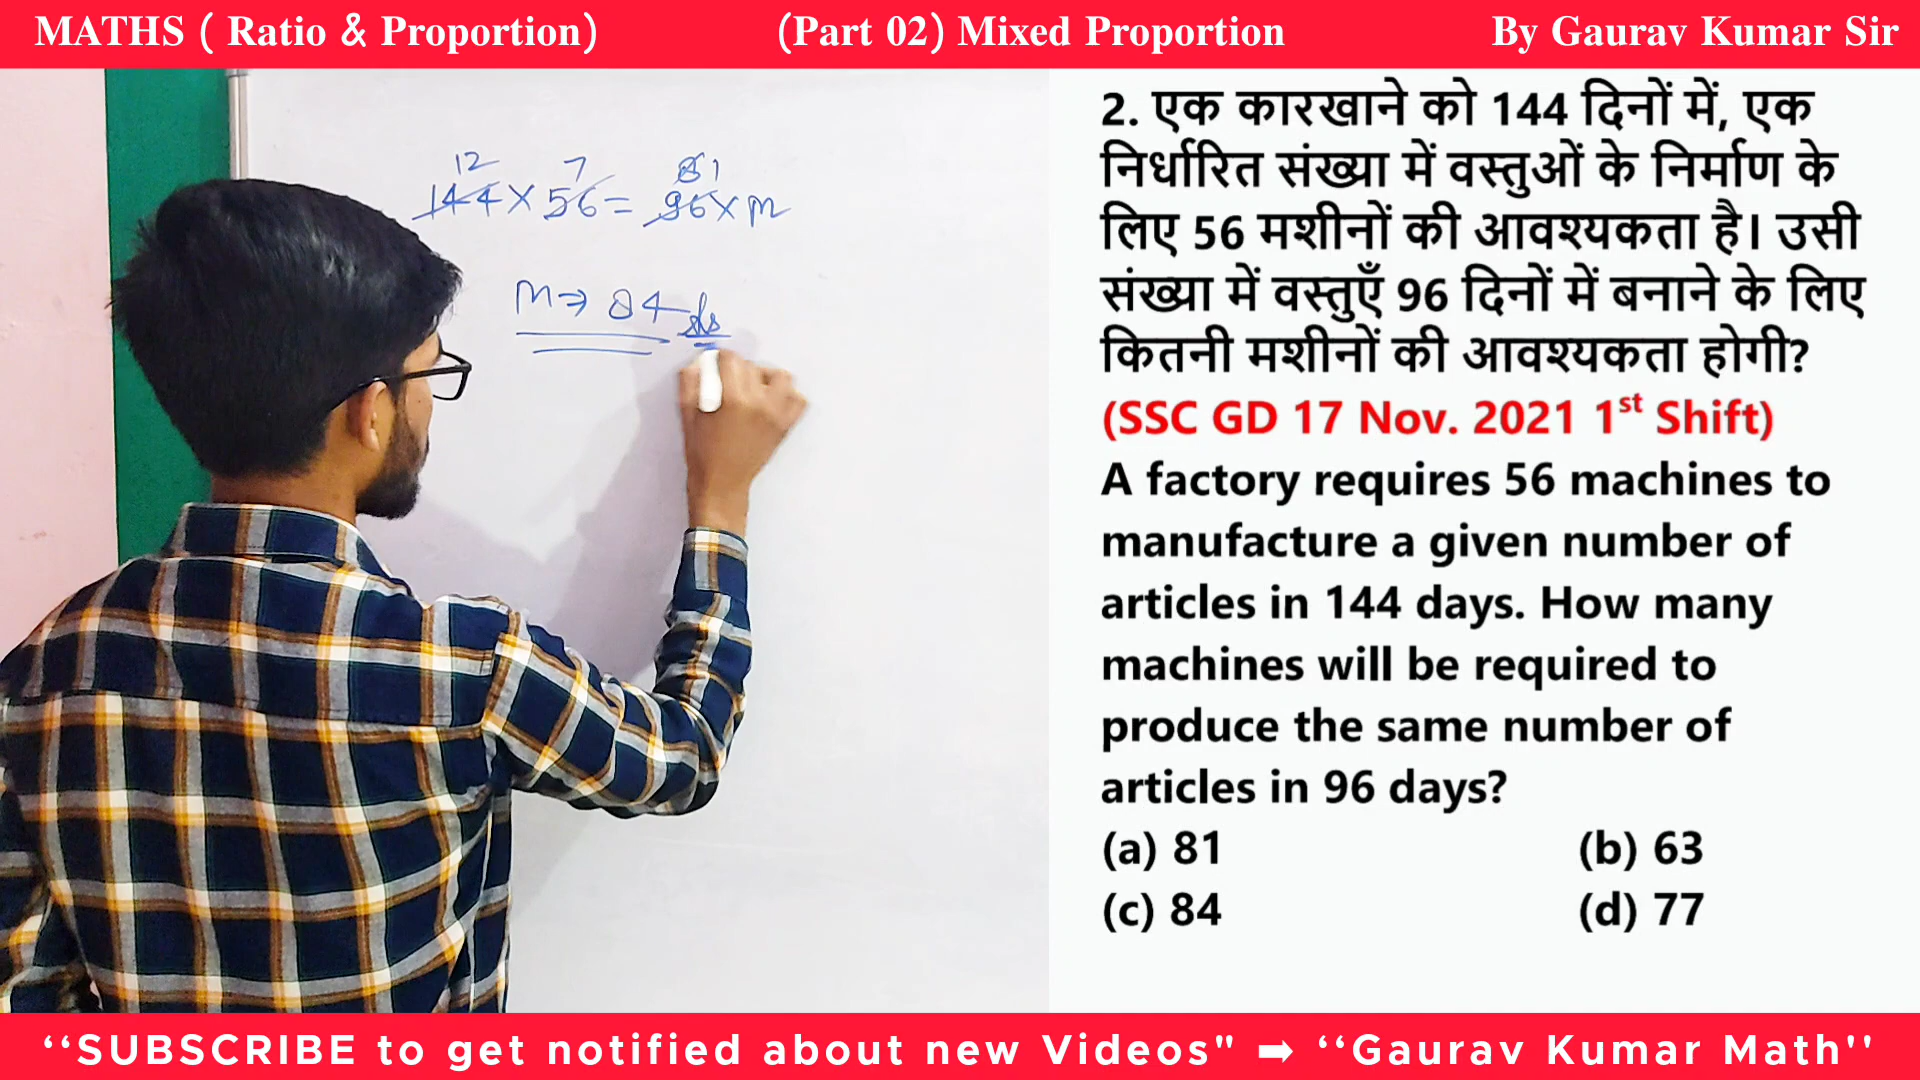 MATHS ( Ratio & Proportion) (Part 02) Mixed Proportion By Gaurav Kumar Sir
12 7 8 1
144 × 56 = 96 × m
m ⇒ 84
2. एक कारखाने को 144 दिनों में, एक
निर्धारित संख्या में वस्तुओं के निर्माण के
लिए 56 मशीनों की आवश्यकता है। उसी
संख्या में वस्तुएँ 96 दिनों में बनाने के लिए
कितनी मशीनों की आवश्यकता होगी?
(SSC GD 17 Nov. 2021 1st Shift)
A factory requires 56 machines to
manufacture a given number of
articles in 144 days. How many
machines will be required to
produce the same number of
articles in 96 days?
(a) 81 (b) 63
(c) 84 (d) 77
‘‘SUBSCRIBE to get notified about new Videos" ➡ ‘‘Gaurav Kumar Math''